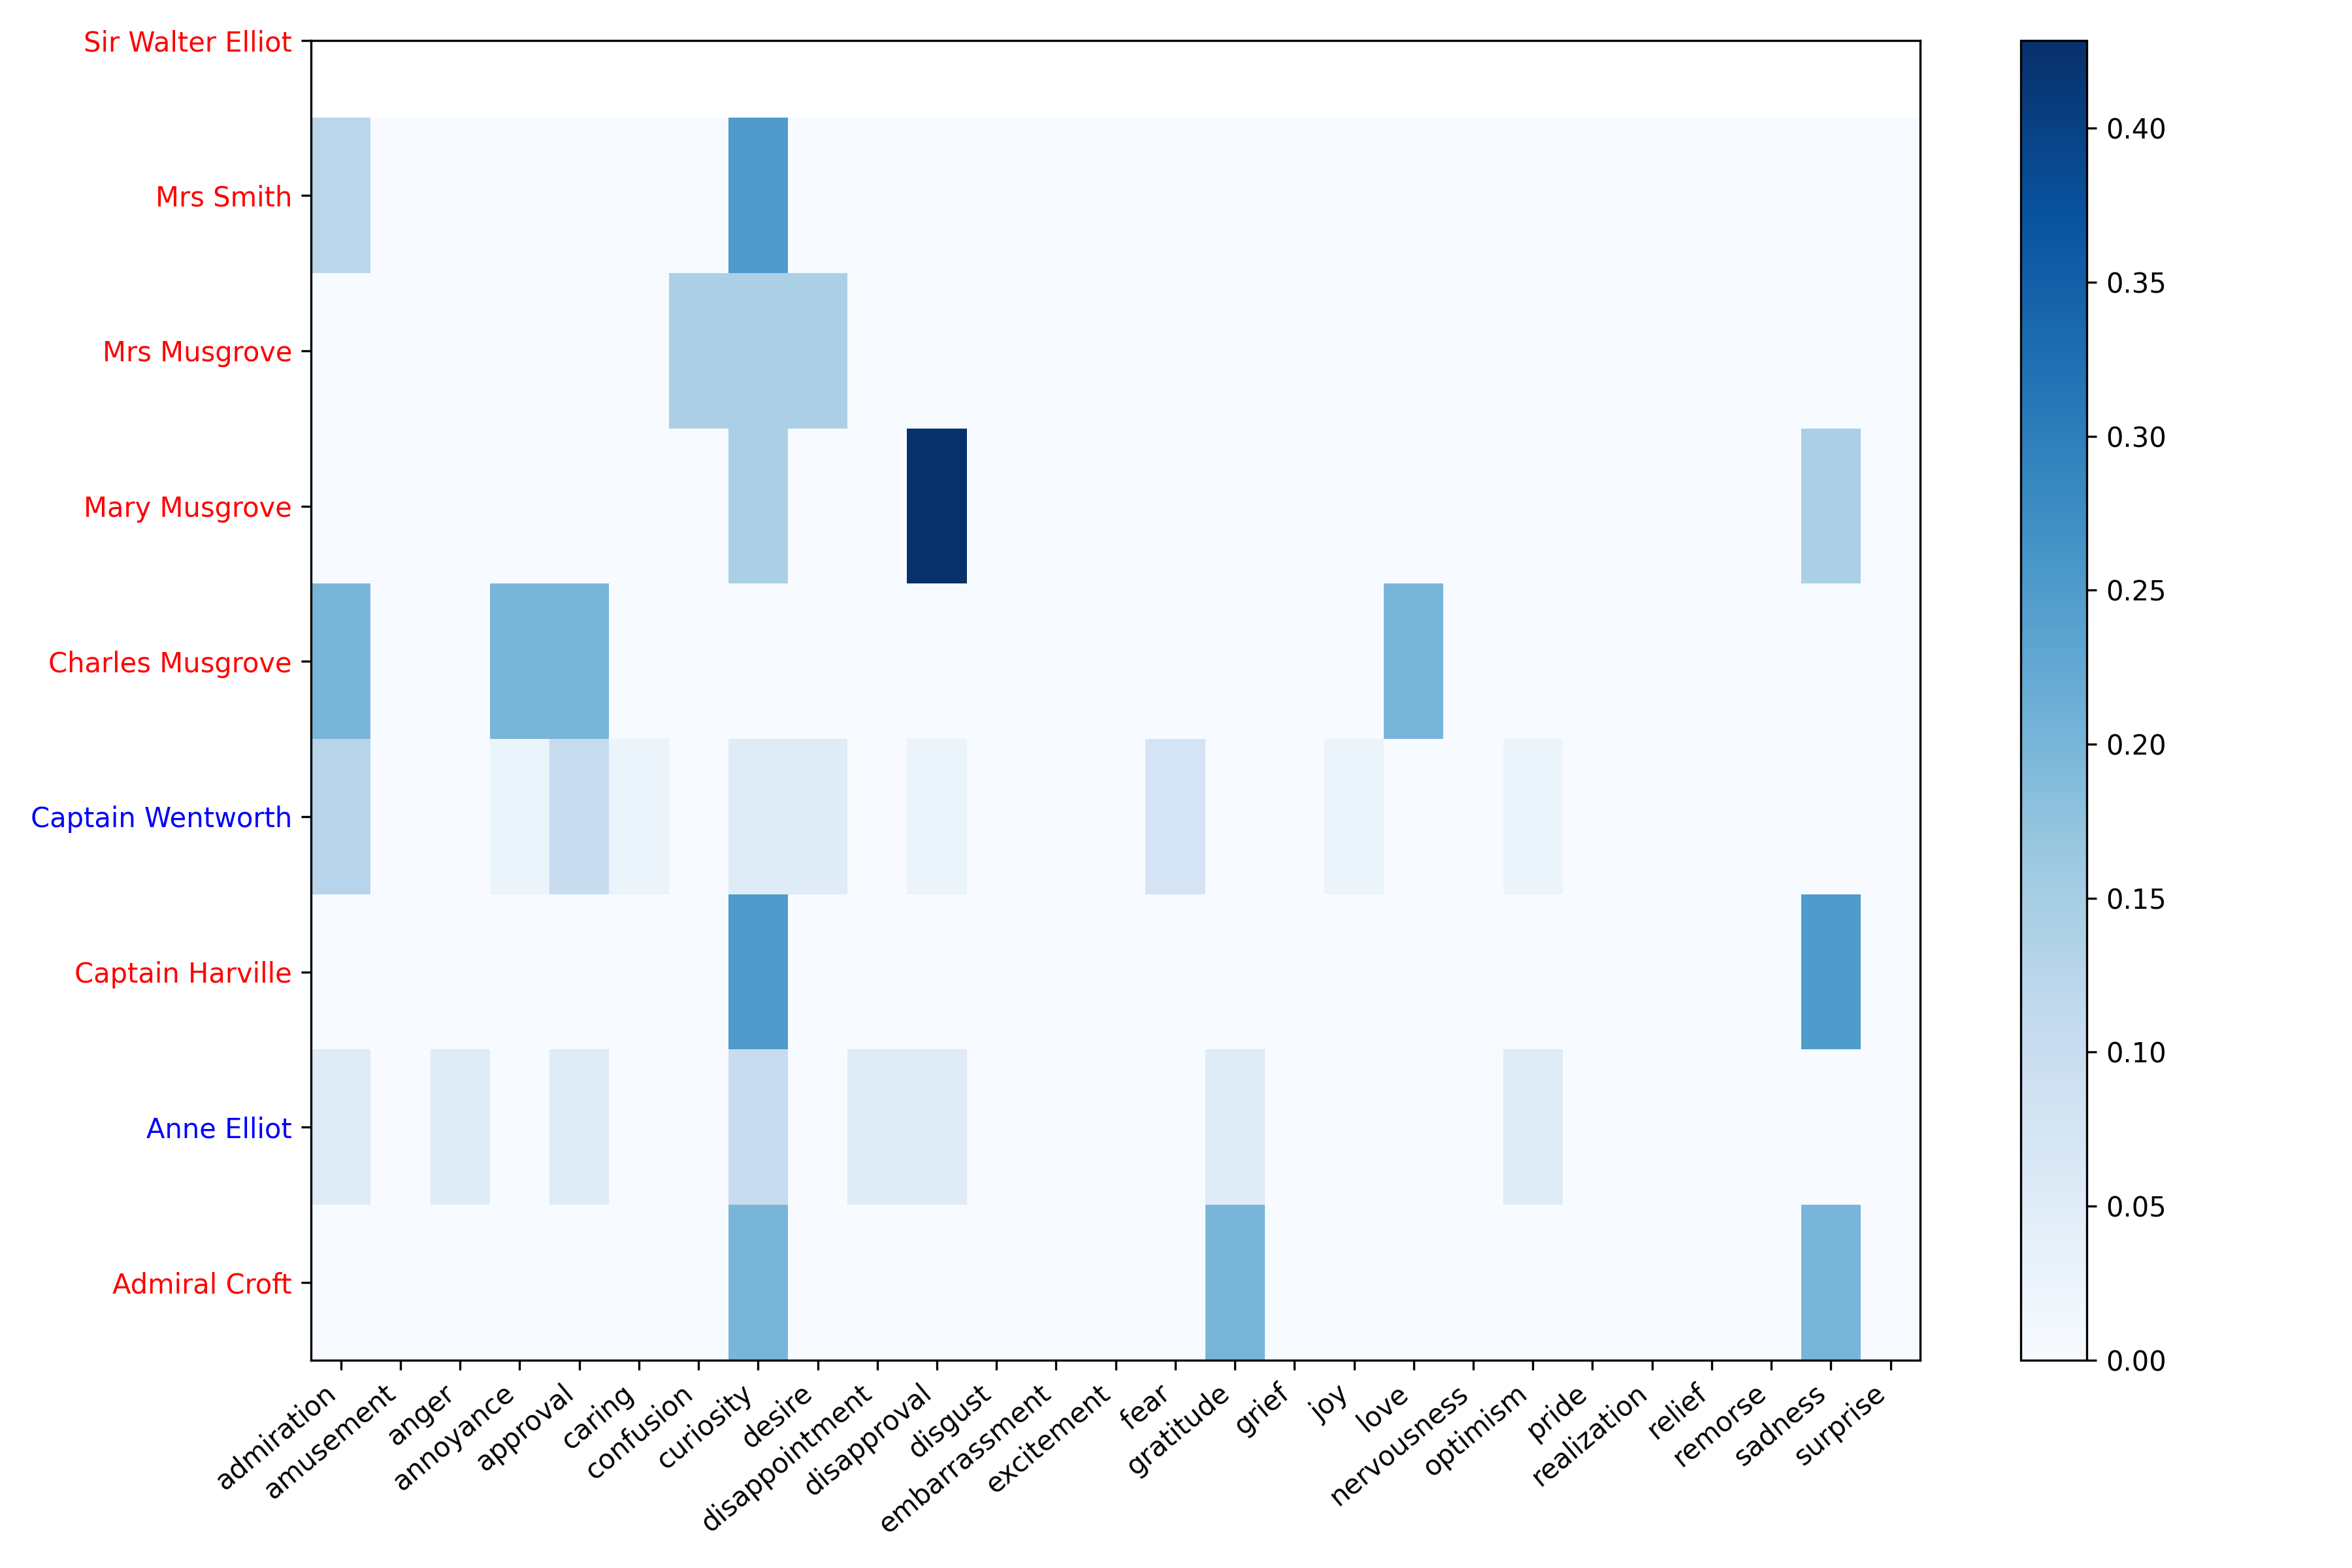 Sir Walter Elliot
Mrs Smith
Mrs Musgrove
Mary Musgrove
Charles Musgrove
Captain Wentworth
Captain Harville
Anne Elliot
Admiral Croft
admiration
amusement
anger
annoyance
approval
caring
confusion
curiosity
desire
disappointment
disapproval
disgust
embarrassment
excitement
fear
gratitude
grief
joy
love
nervousness
optimism
pride
realization
relief
remorse
sadness
surprise
0.40
0.35
0.30
0.25
0.20
0.15
0.10
0.05
0.00